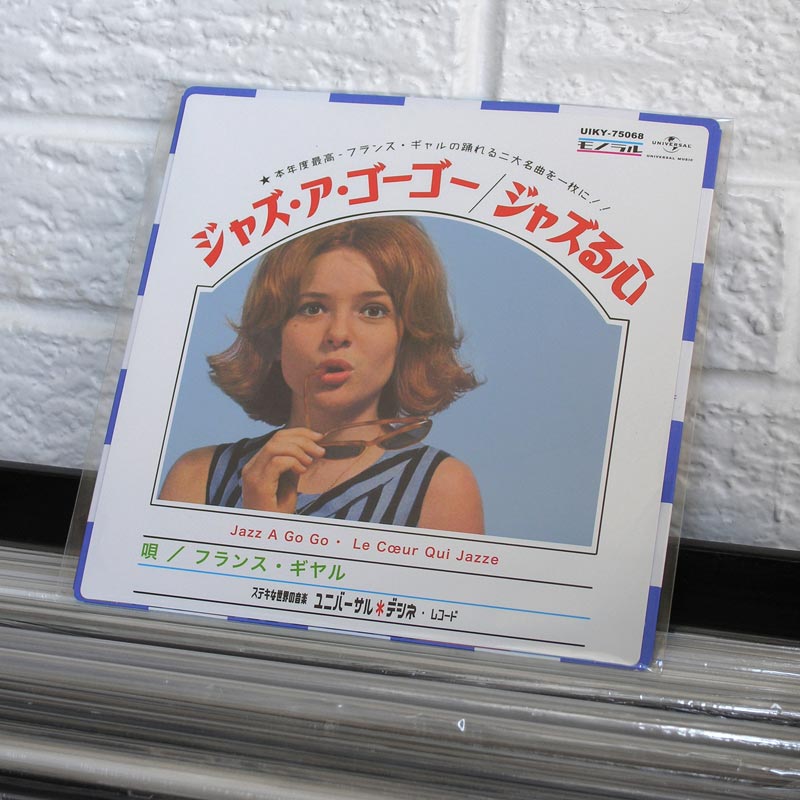 UIKY-75068
モノラル
UNIVERSAL
UNIVERSAL MUSIC
★本年度最高-フランス・ギャルの踊れる二大名曲を一枚に!!
ジャズ・ア・ゴーゴー/ジャズる心
Jazz A Go Go・ Le Cœur Qui Jazze
唄 / フランス・ギャル
ステキな世界の音楽 ユニバーサル*デシネ・レコード